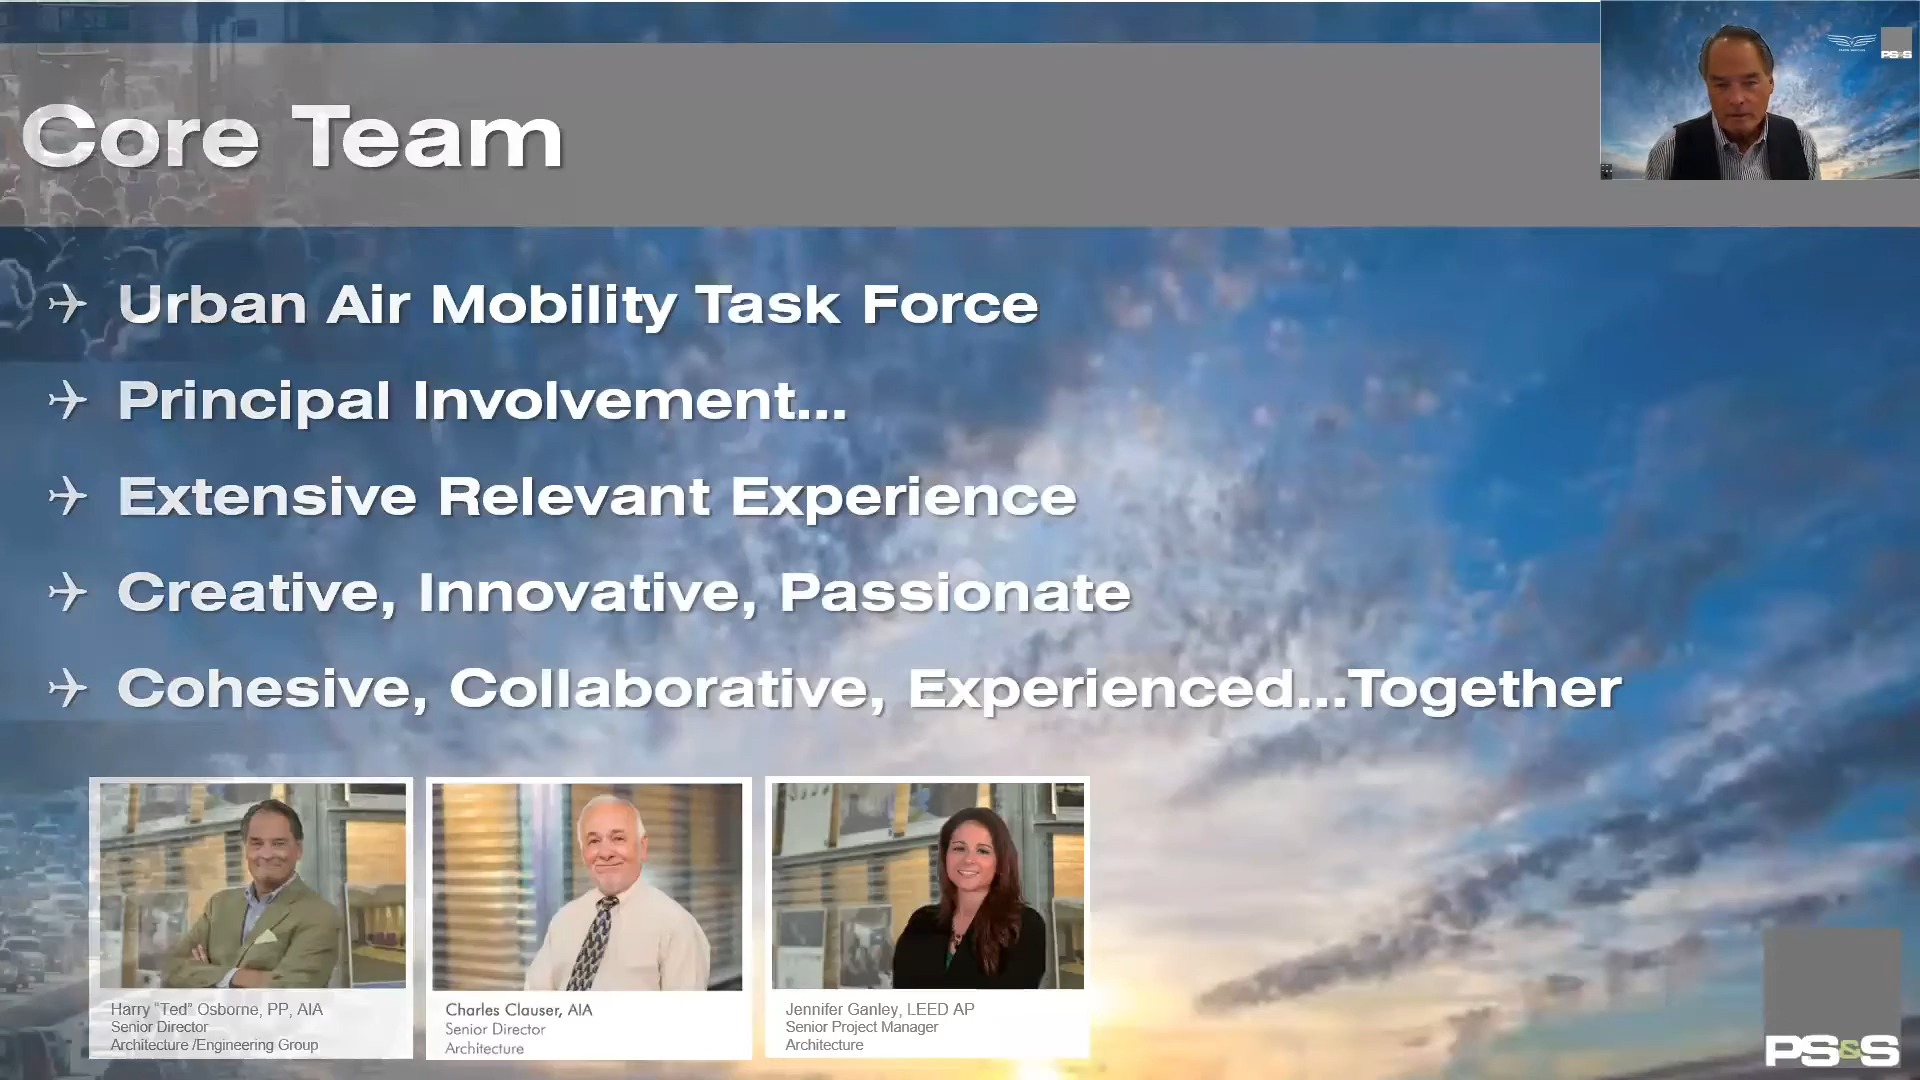 Core Team
PS&S
Urban Air Mobility Task Force
Principal Involvement...
Extensive Relevant Experience
Creative, Innovative, Passionate
Cohesive, Collaborative, Experienced...Together
Harry “Ted” Osborne, PP, AIA
Senior Director
Architecture /Engineering Group
Charles Clauser, AIA
Senior Director
Architecture
Jennifer Ganley, LEED AP
Senior Project Manager
Architecture
PS&S